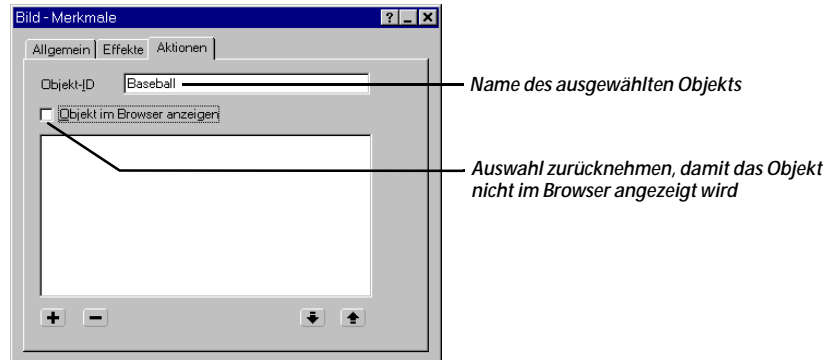 Bild - Merkmale
Allgemein Effekte Aktionen
Objekt-ID Baseball
Name des ausgewählten Objekts
Objekt im Browser anzeigen
Auswahl zurücknehmen, damit das Objekt
nicht im Browser angezeigt wird